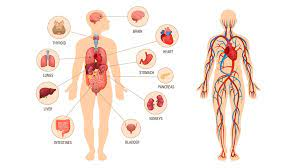 BRAIN
THYROID
HEART
LUNGS
STOMACH
PANCREAS
LIVER
KIDNEYS
INTESTINES
BLADDER